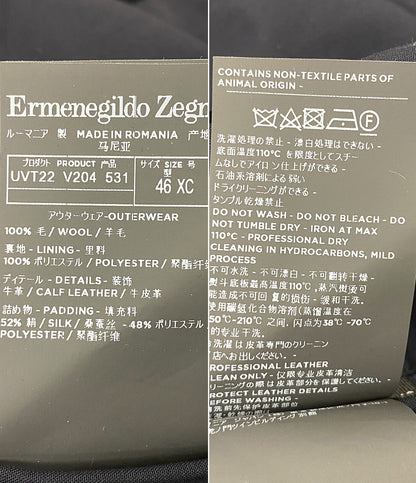 Ermenegildo Zegn
ルーマニア 製 MADE IN ROMANIA 产地
马尼亚
プロダクト PRODUCT 产品
UVT22 V204 531
サイズ SIZE 号型
46 XC
アウターウェアー-OUTERWEAR
100% 毛 / WOOL / 羊毛
裏地 - LINING - 里料
100% ポリエステル / POLYESTER / 聚酯纤
ディテール - DETAILS - 装饰
牛革 / CALF LEATHER / 牛皮革
詰め物 - PADDING - 填充料
52% 絹 / SILK / 桑蚕丝 - 48% ポリエステル
POLYESTER / 聚酯纤维
CONTAINS NON-TEXTILE PARTS OF
ANIMAL ORIGIN -
洗濯処理の禁止 - 漂白処理はできない -
底面温度110℃ を限度としてスチー
ムなしでアイロン仕上げができる -
石油系溶剤による弱い
ドライクリーニングができる -
タンブル乾燥禁止
DO NOT WASH - DO NOT BLEACH - DO
NOT TUMBLE DRY - IRON AT MAX
110°C - PROFESSIONAL DRY
CLEANING IN HYDROCARBONS, MILD
PROCESS
不可水洗 - 不可漂白 - 不可翻转干燥 -
熨斗底板最高温度110℃, 蒸汽熨烫可
能造成不可回复的损伤 - 缓和干洗.
使用碳氢化合物溶剂(蒸馏温度在
150℃-210℃ 之间, 闪点为38℃ -70℃
的专业干洗.
洗濯は皮革専門のクリーニン
店へお出しください
PROFESSIONAL LEATHER
CLEAN ONLY - 仅限专业皮革清洁
クリーニングの際は皮革部分を保護してください.
PROTECT LEATHER DETAILS
BEFORE WASHING -
洗前先保护皮革部